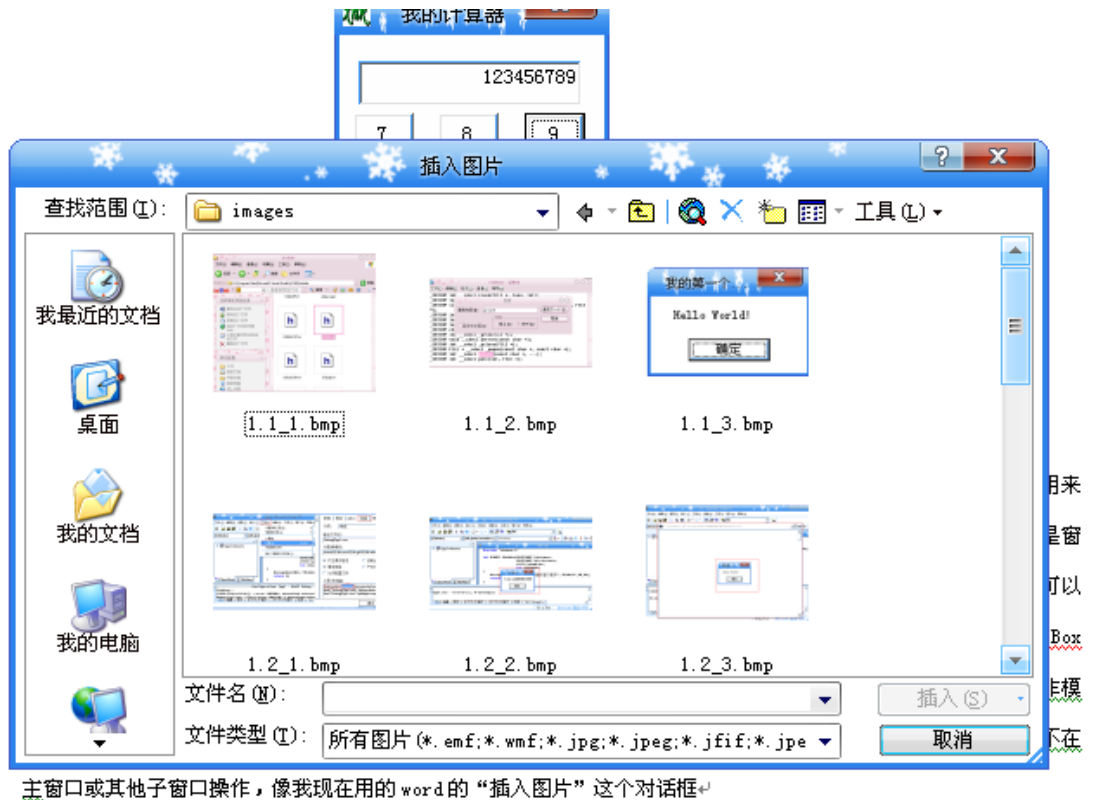 我的计算器
123456789
7 8 9
插入图片
查找范围(I): images 工具(L)
我最近的文档
桌面
我的文档
我的电脑
我的第一个
Hello World!
确定
1.1_1.bmp 1.1_2.bmp 1.1_3.bmp
1.2_1.bmp 1.2_2.bmp 1.2_3.bmp
文件名(N): 插入(S)
文件类型(T): 所有图片(*.emf;*.wmf;*.jpg;*.jpeg;*.jfif;*.jpe 取消
用来
是窗
可以
Box
非模
不在
主窗口或其他子窗口操作，像我现在用的word的“插入图片”这个对话框↵